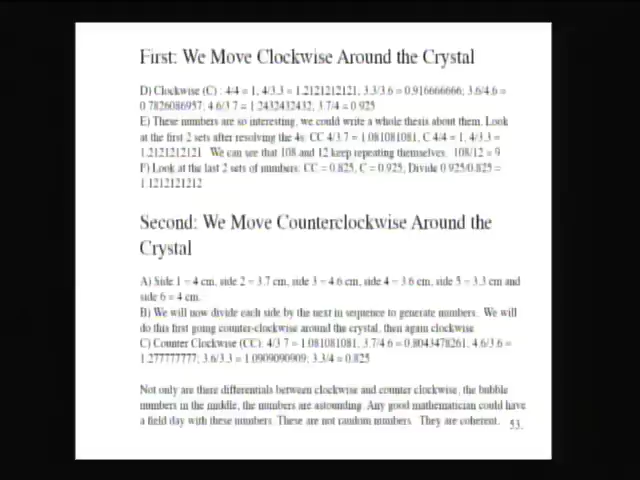 First: We Move Clockwise Around the Crystal
D) Clockwise (C) : 4/4 = 1, 4/3.3 = 1.2121212121, 3.3/3.6 = 0.916666666; 3.6/4.6 =
0.7826086957; 4.6/3.7 = 1.2432432432, 3.7/4 = 0.925
E) These numbers are so interesting, we could write a whole thesis about them. Look
at the first 2 sets after resolving the 4s: CC 4/3.7 = 1.081081081, C 4/4 = 1, 4/3.3 =
1.2121212121 We can see that 108 and 12 keep repeating themselves. 108/12 = 9
F) Look at the last 2 sets of numbers: CC = 0.825, C = 0.925, Divide 0.925/0.825 =
1.1212121212
Second: We Move Counterclockwise Around the
Crystal
A) Side 1 = 4 cm, side 2 = 3.7 cm, side 3 = 4.6 cm, side 4 = 3.6 cm, side 5 = 3.3 cm and
side 6 = 4 cm.
B) We will now divide each side by the next in sequence to generate numbers. We will
do this first going counter-clockwise around the crystal, then again clockwise
C) Counter Clockwise (CC): 4/3.7 = 1.081081081, 3.7/4.6 = 0.8043478261, 4.6/3.6 =
1.277777777; 3.6/3.3 = 1.0909090909; 3.3/4 = 0.825
Not only are there differentials between clockwise and counter clockwise, the bubble
numbers in the middle, the numbers are astounding. Any good mathematician could have
a field day with these numbers. These are not random numbers. They are coherent.
53.